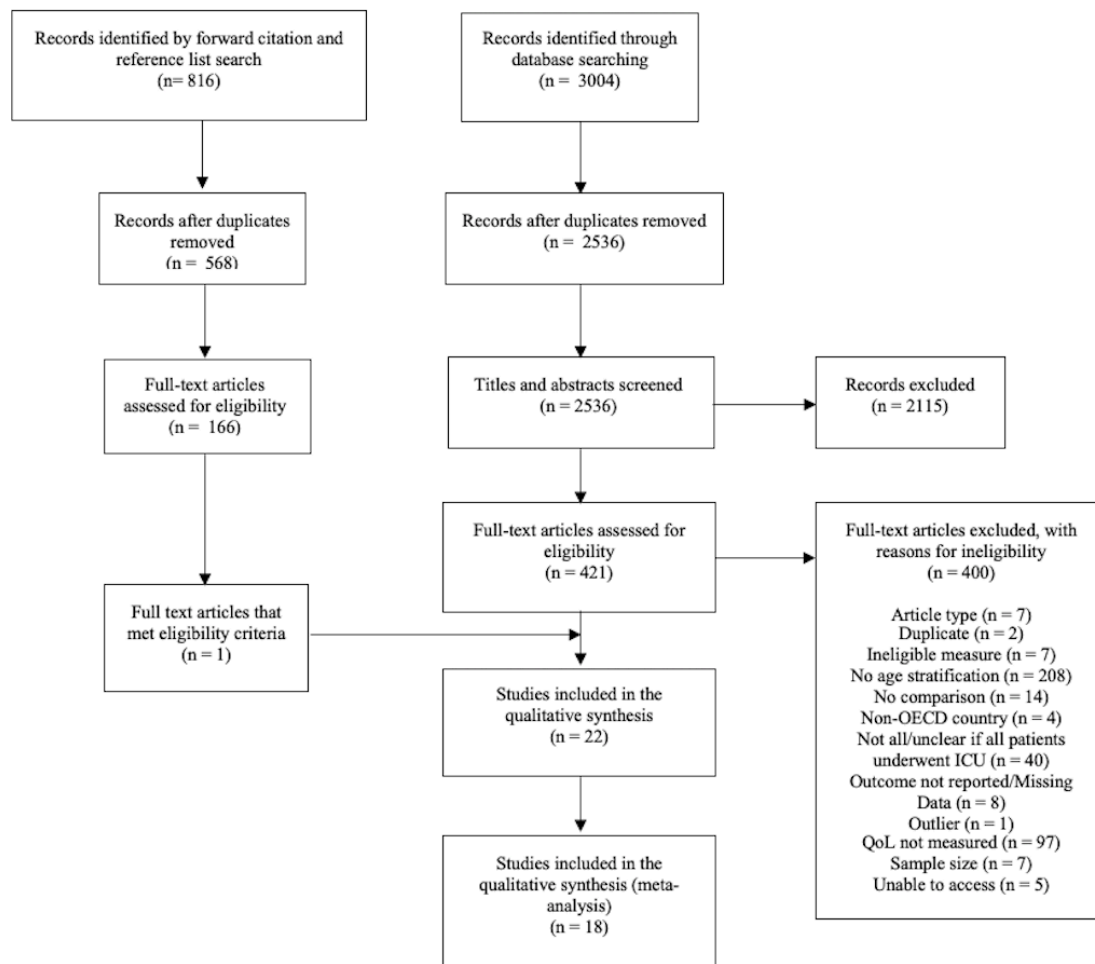 Records identified by forward citation and
reference list search
(n= 816)
Records identified through
database searching
(n = 3004)
Records after duplicates
removed
(n = 568)
Records after duplicates removed
(n = 2536)
Full-text articles
assessed for eligibility
(n = 166)
Titles and abstracts screened
(n = 2536)
Records excluded
(n = 2115)
Full-text articles assessed for
eligibility
(n = 421)
Full-text articles excluded, with
reasons for ineligibility
(n = 400)
Article type (n = 7)
Duplicate (n = 2)
Ineligible measure (n = 7)
No age stratification (n = 208)
No comparison (n = 14)
Non-OECD country (n = 4)
Not all/unclear if all patients
underwent ICU (n = 40)
Outcome not reported/Missing
Data (n = 8)
Outlier (n = 1)
QoL not measured (n = 97)
Sample size (n = 7)
Unable to access (n = 5)
Full text articles that
met eligibility criteria
(n = 1)
Studies included in the
qualitative synthesis
(n = 22)
Studies included in the
qualitative synthesis (meta-
analysis)
(n = 18)